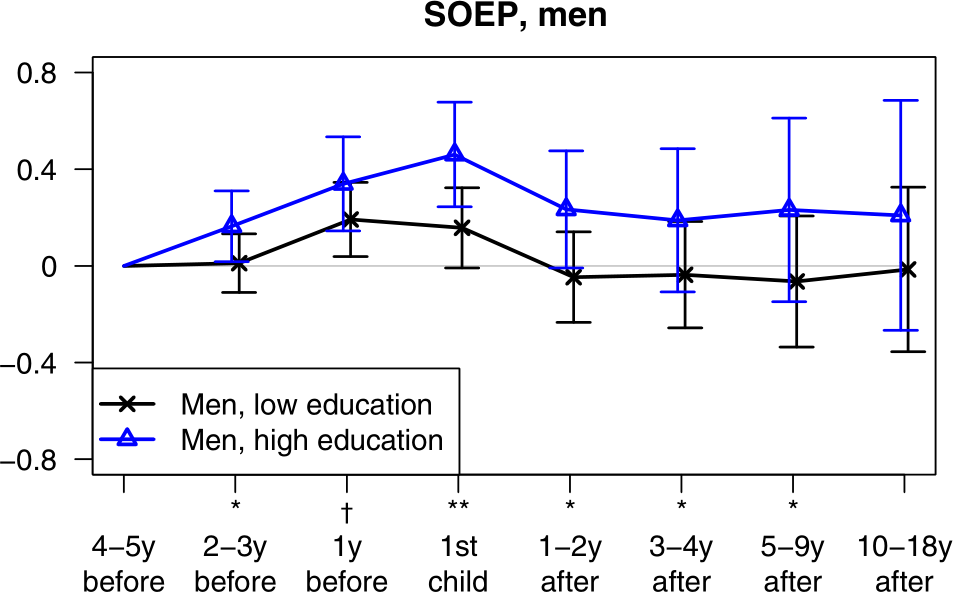 SOEP, men
0.8
0.4
0
−0.4
−0.8
Men, low education
Men, high education
* † ** * * *
4−5y 2−3y 1y 1st 1−2y 3−4y 5−9y 10−18y
before before before child after after after after